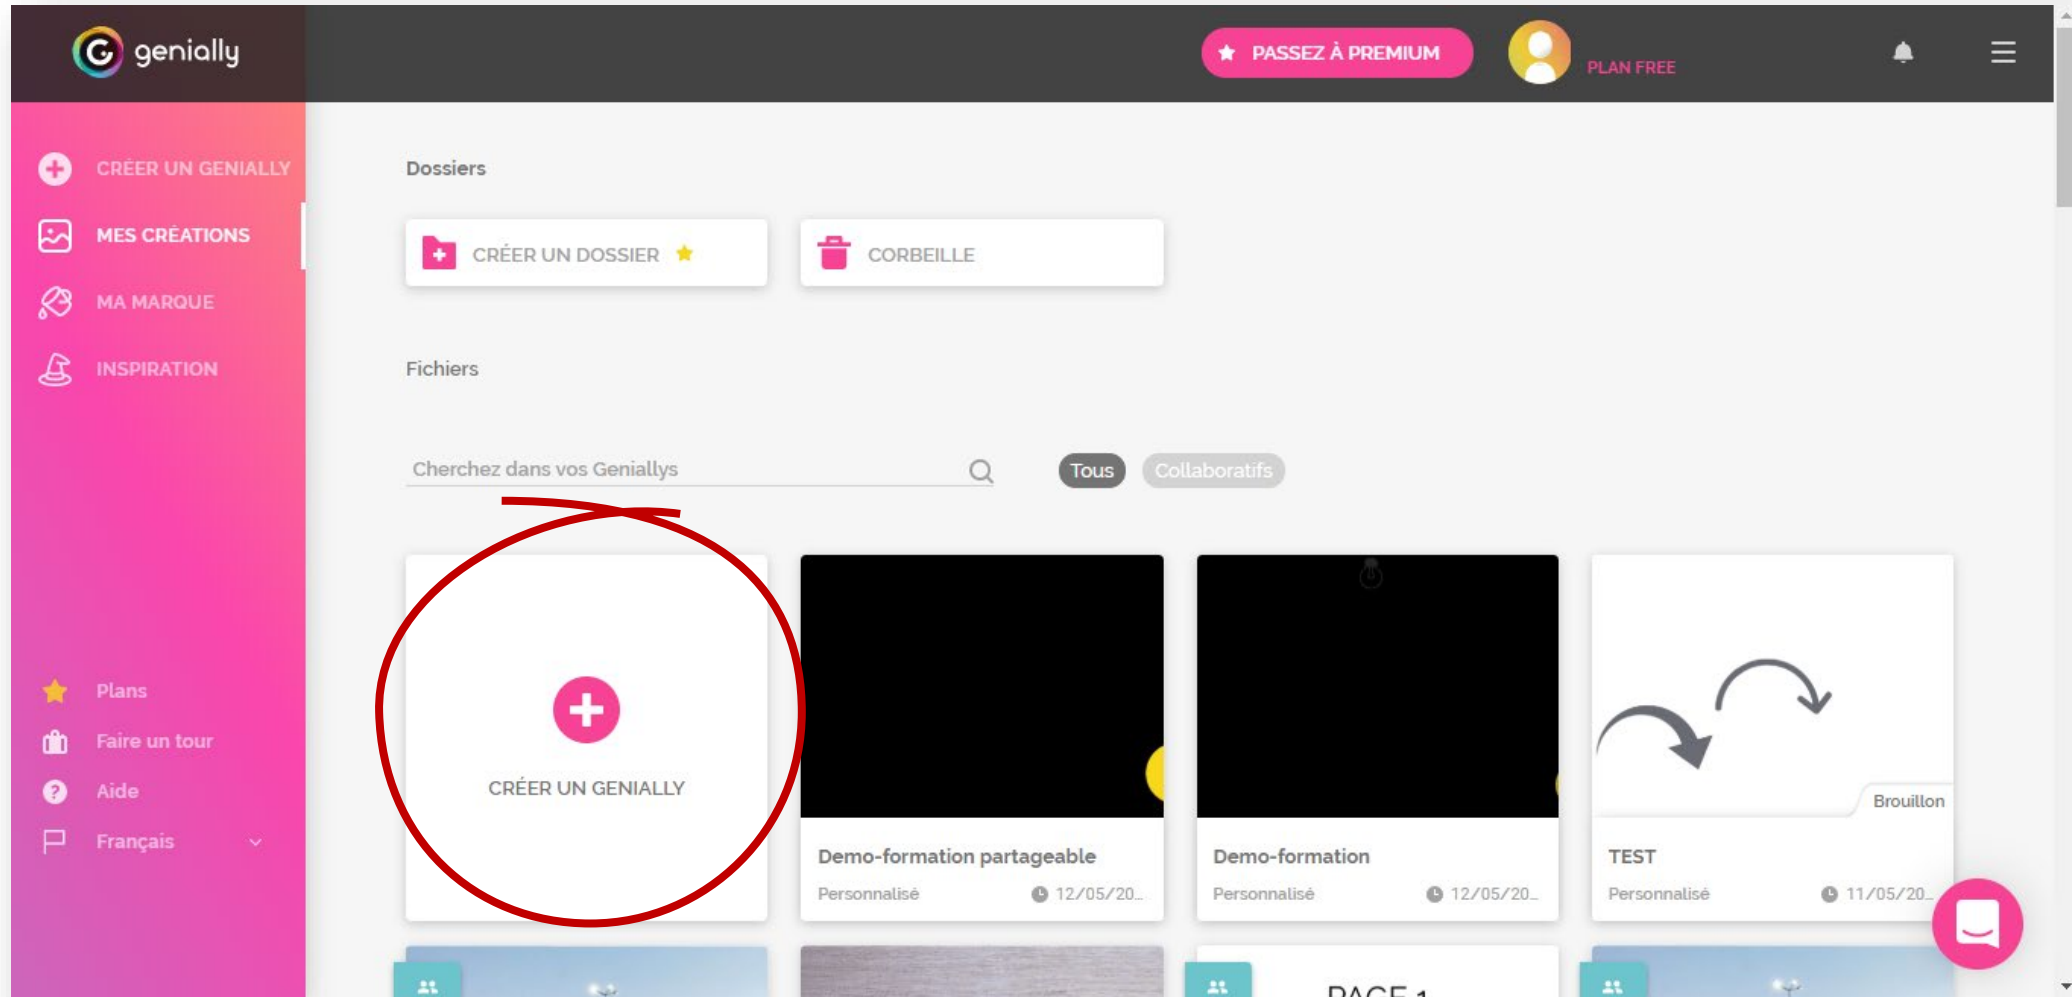 genially
PASSEZ À PREMIUM
PLAN FREE
CRÉER UN GENIALLY
MES CRÉATIONS
MA MARQUE
INSPIRATION
Plans
Faire un tour
Aide
Français
Dossiers
CRÉER UN DOSSIER
CORBEILLE
Fichiers
Cherchez dans vos Geniallys
Tous
Collaboratifs
CRÉER UN GENIALLY
Demo-formation partageable
Personnalisé 12/05/20...
Demo-formation
Personnalisé 12/05/20...
Brouillon
TEST
Personnalisé 11/05/20...
PAGE 1